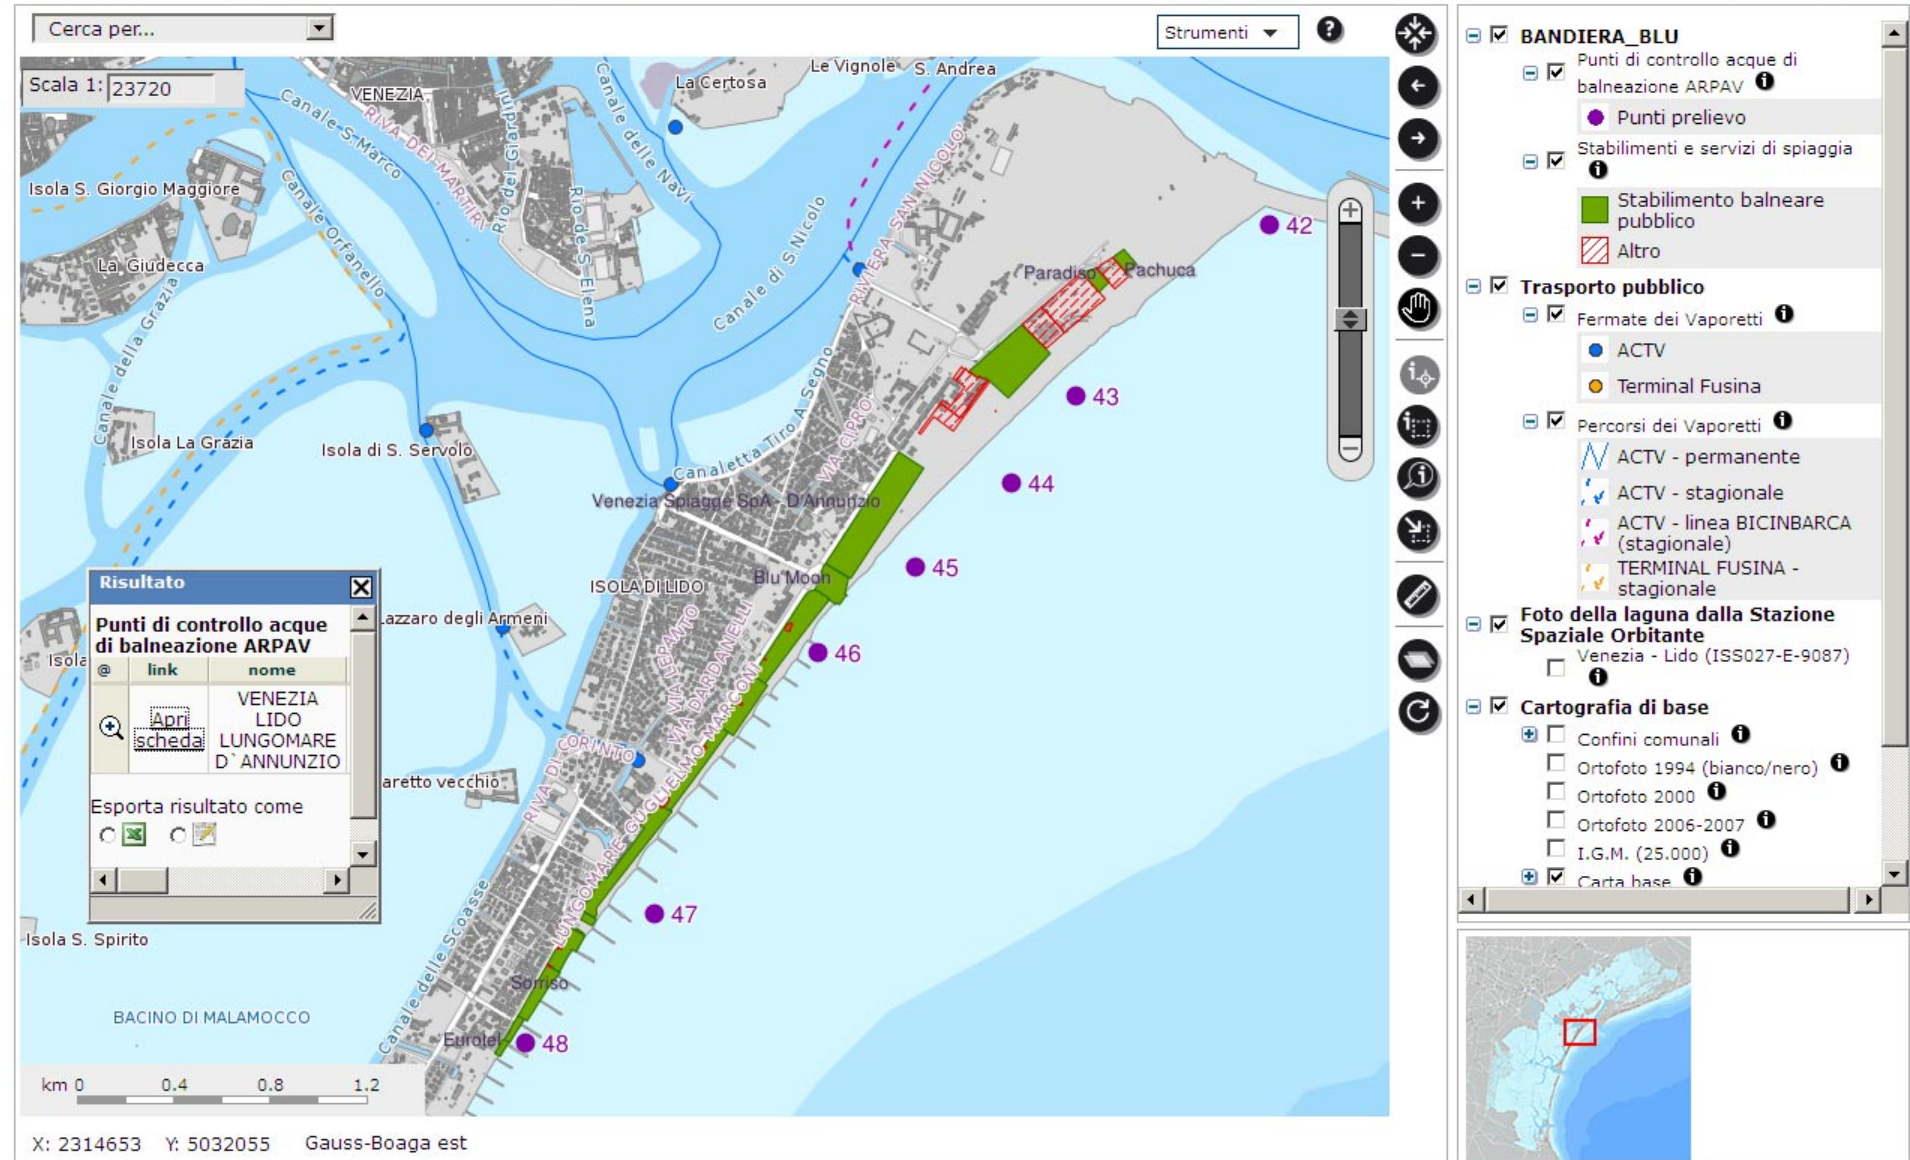 Cerca per...
Strumenti
?
Scala 1: 23720
Le Vignole
S. Andrea
La Certosa
VENEZIA
Canale S. Marco
RIVA DEI MARTIRI
Rio dei Giardini
Canale delle Navi
Isola S. Giorgio Maggiore
Canale Orfanello
Rio de S Elena
Canale di S.Nicolo
RIVIERA SAN NICOLO'
42
La Giudecca
Paradiso
Pachuca
Canale della Grazia
43
Isola La Grazia
Isola di S. Servolo
Canaletta Tiro A Segno
VIA CIPRO
44
Venezia Spiagge SpA - D'Annunzio
45
Blu Moon
ISOLA DI LIDO
Lazzaro degli Armeni
VIA LEPANTO
VIA DARDANELLI
46
Isola
Risultato
Punti di controllo acque
di balneazione ARPAV
@ link nome
Apri
scheda
VENEZIA
LIDO
LUNGOMARE
D`ANNUNZIO
Esporta risultato come
aretto vecchio
RIVA DI CORINTO
LUNGOMARE GUGLIELMO MARCONI
47
Canale delle Scoasse
Isola S. Spirito
Sorriso
BACINO DI MALAMOCCO
Eurotel
48
km 0 0.4 0.8 1.2
X: 2314653 Y: 5032055 Gauss-Boaga est
BANDIERA_BLU
Punti di controllo acque di
balneazione ARPAV
Punti prelievo
Stabilimenti e servizi di spiaggia
Stabilimento balneare
pubblico
Altro
Trasporto pubblico
Fermate dei Vaporetti
ACTV
Terminal Fusina
Percorsi dei Vaporetti
ACTV - permanente
ACTV - stagionale
ACTV - linea BICINBARCA
(stagionale)
TERMINAL FUSINA -
stagionale
Foto della laguna dalla Stazione
Spaziale Orbitante
Venezia - Lido (ISS027-E-9087)
Cartografia di base
Confini comunali
Ortofoto 1994 (bianco/nero)
Ortofoto 2000
Ortofoto 2006-2007
I.G.M. (25.000)
Carta base